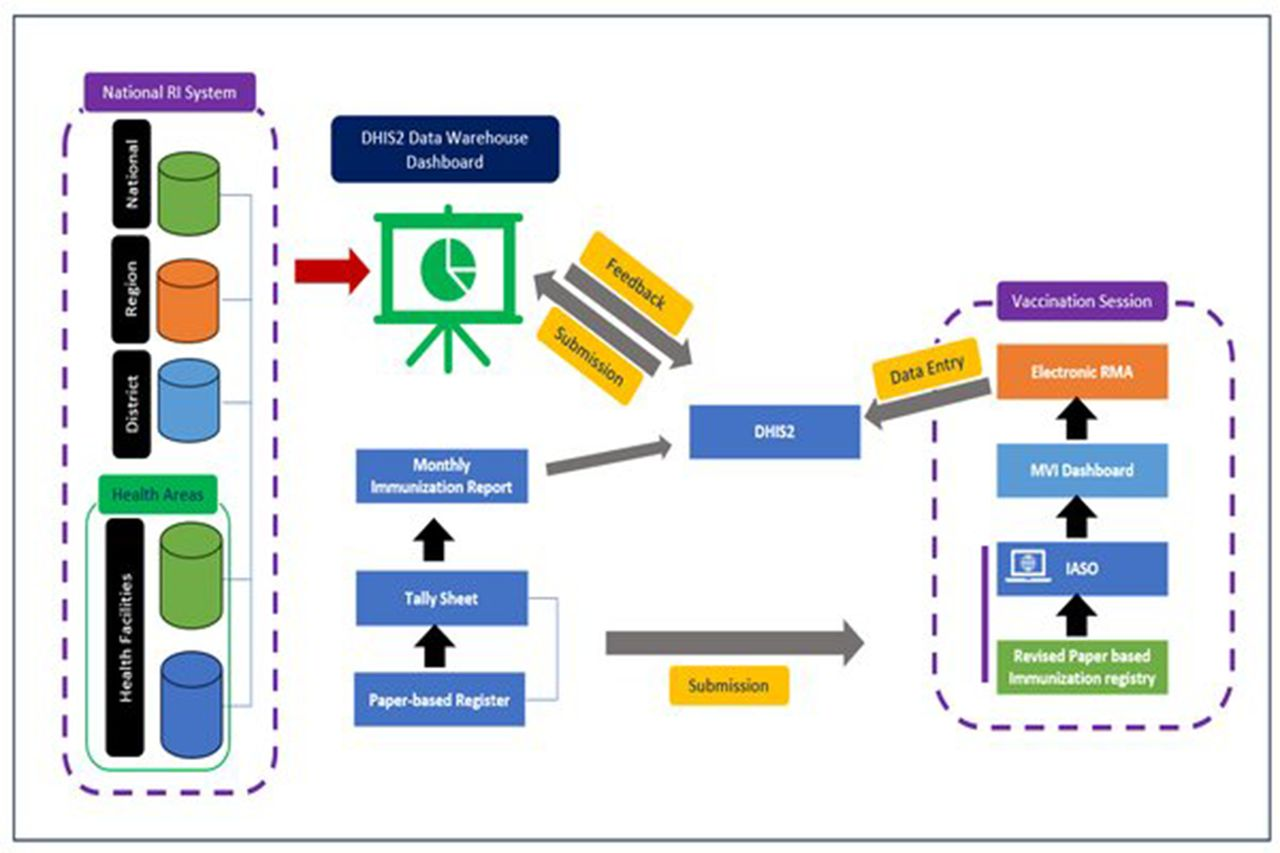 National RI System
National
Region
District
Health Areas
Health Facilities
DHIS2 Data Warehouse
Dashboard
Feedback
Submission
DHIS2
Monthly
Immunization Report
Tally Sheet
Paper-based Register
Submission
Data Entry
Vaccination Session
Electronic RMA
MVI Dashboard
IASO
Revised Paper based
Immunization registry